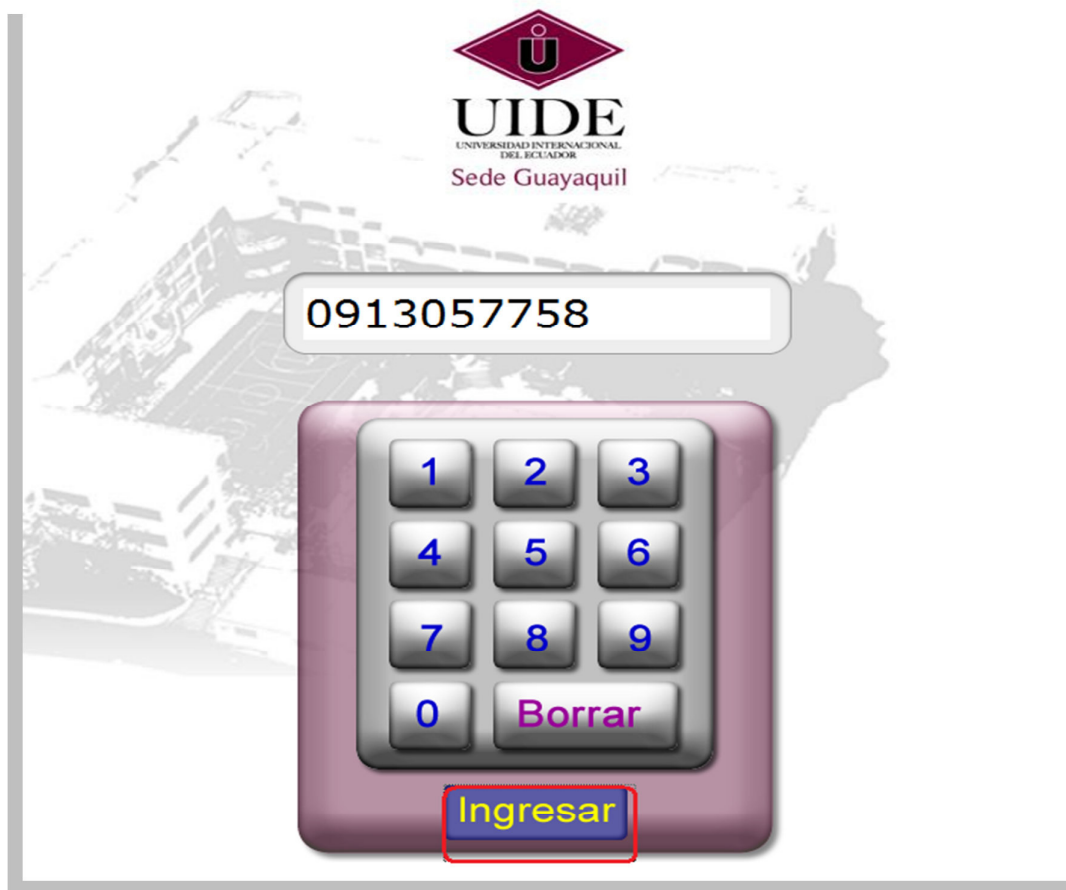 UIDE
UNIVERSIDAD INTERNACIONAL
DEL ECUADOR
Sede Guayaquil
0913057758
1 2 3
4 5 6
7 8 9
0 Borrar
Ingresar